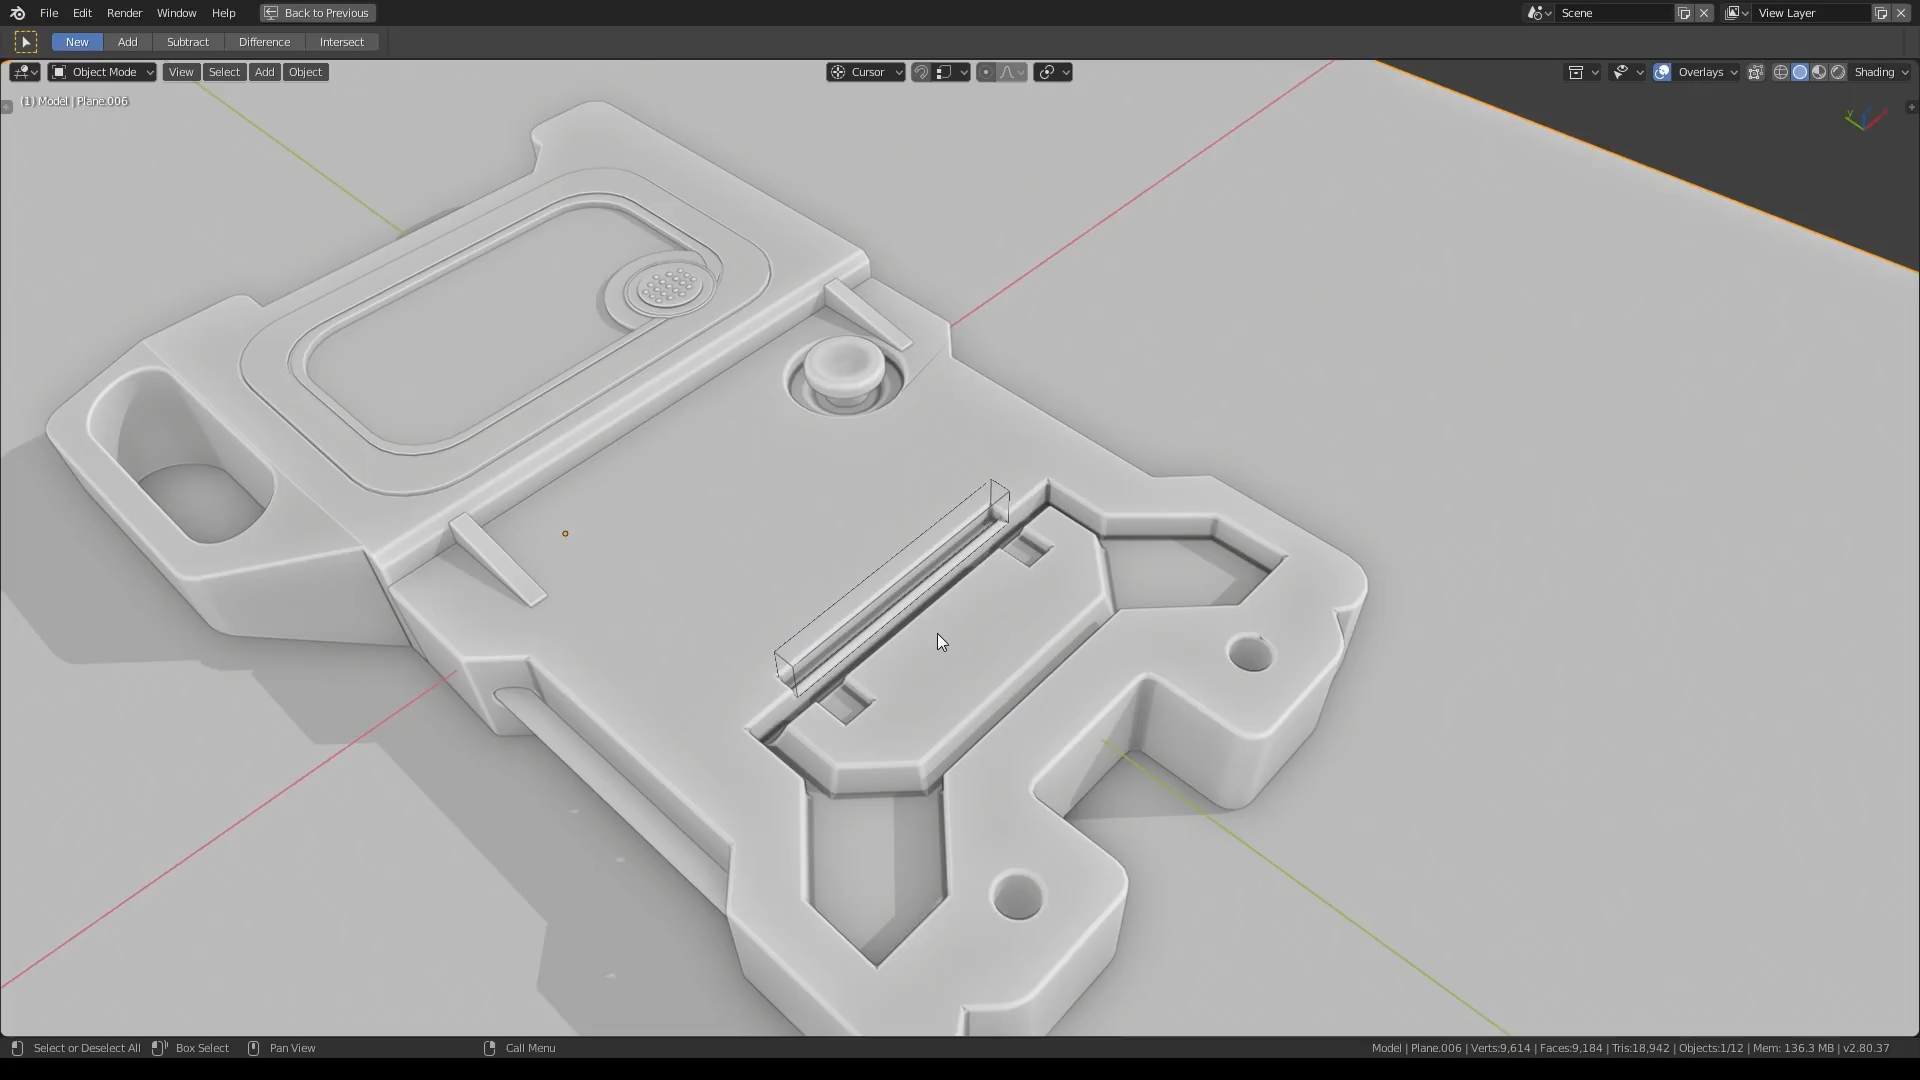 File Edit Render Window Help Back to Previous Scene View Layer
New Add Subtract Difference Intersect
Object Mode View Select Add Object Cursor Overlays Shading
(1) Model | Plane.006
Y
Select or Deselect All Box Select Pan View Call Menu Model | Plane.006 | Verts:9,614 | Faces:9,184 | Tris:18,942 | Objects:1/12 | Mem: 136.3 MB | v2.80.37